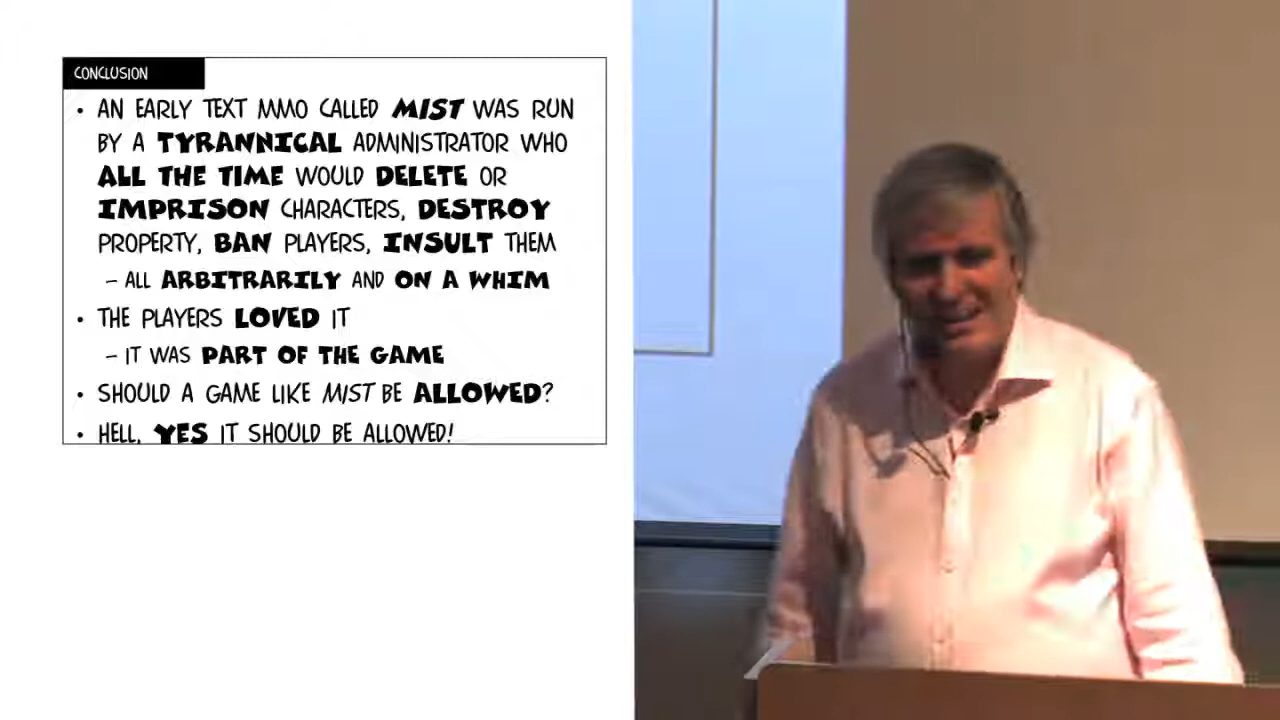 CONCLUSION
• AN EARLY TEXT MMO CALLED MIST WAS RUN
BY A TYRANNICAL ADMINISTRATOR WHO
ALL THE TIME WOULD DELETE OR
IMPRISON CHARACTERS, DESTROY
PROPERTY, BAN PLAYERS, INSULT THEM
– ALL ARBITRARILY AND ON A WHIM
• THE PLAYERS LOVED IT
– IT WAS PART OF THE GAME
• SHOULD A GAME LIKE MIST BE ALLOWED?
• HELL, YES IT SHOULD BE ALLOWED!